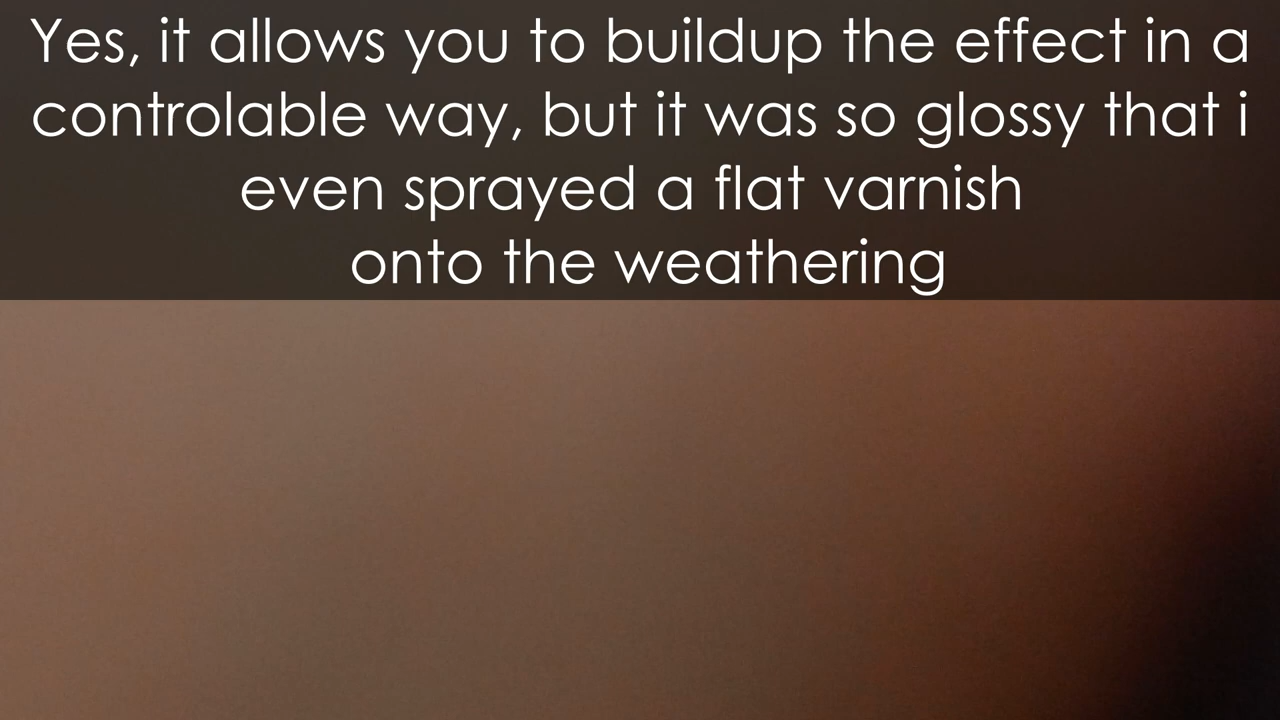 Yes, it allows you to buildup the effect in a
controlable way, but it was so glossy that i
even sprayed a flat varnish
onto the weathering